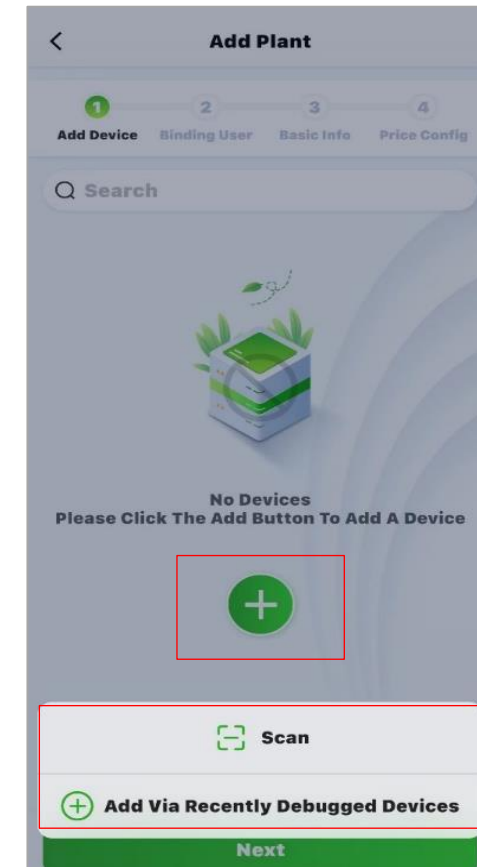 Add Plant
1 2 3 4
Add Device Binding User Basic Info Price Config
Search
No Devices
Please Click The Add Button To Add A Device
Scan
Add Via Recently Debugged Devices
Next